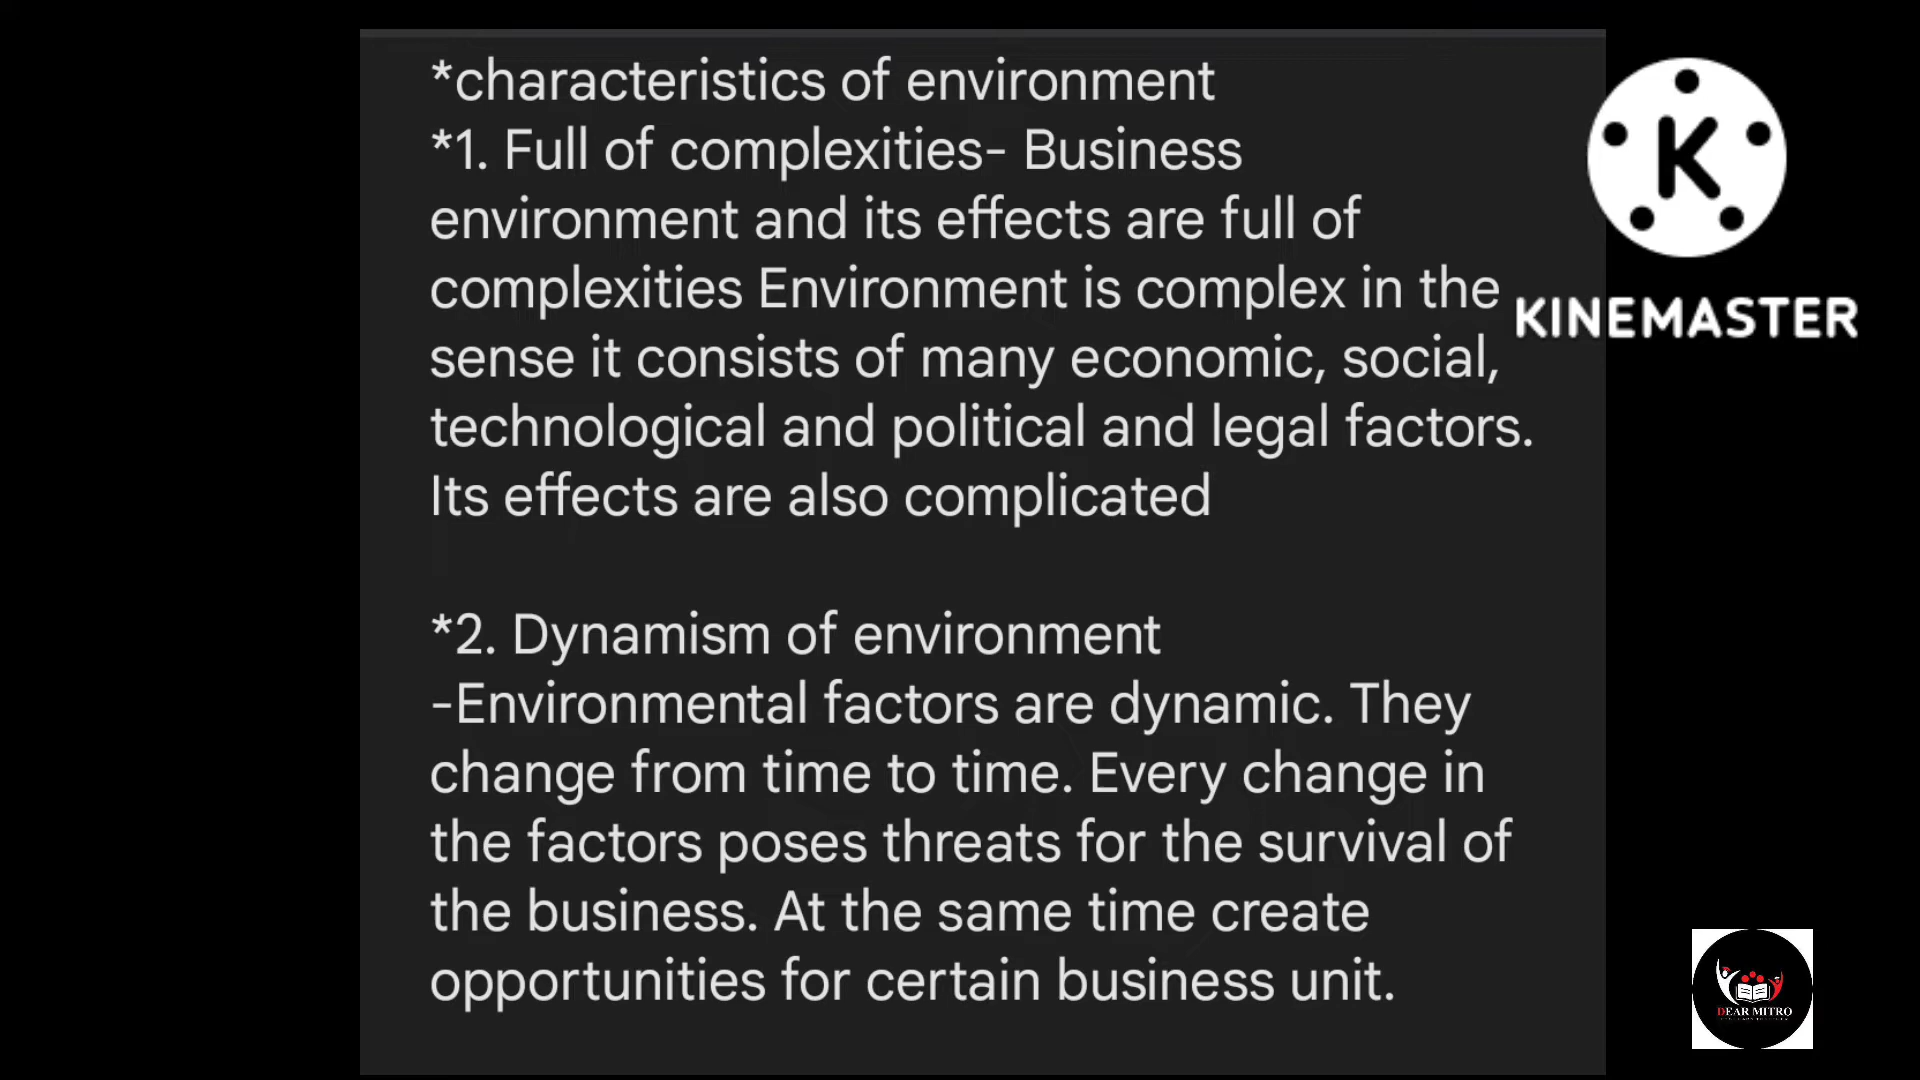 *characteristics of environment
*1. Full of complexities- Business
environment and its effects are full of
complexities Environment is complex in the
sense it consists of many economic, social,
technological and political and legal factors.
Its effects are also complicated
*2. Dynamism of environment
-Environmental factors are dynamic. They
change from time to time. Every change in
the factors poses threats for the survival of
the business. At the same time create
opportunities for certain business unit.
K
KINEMASTER
DEAR MITRO